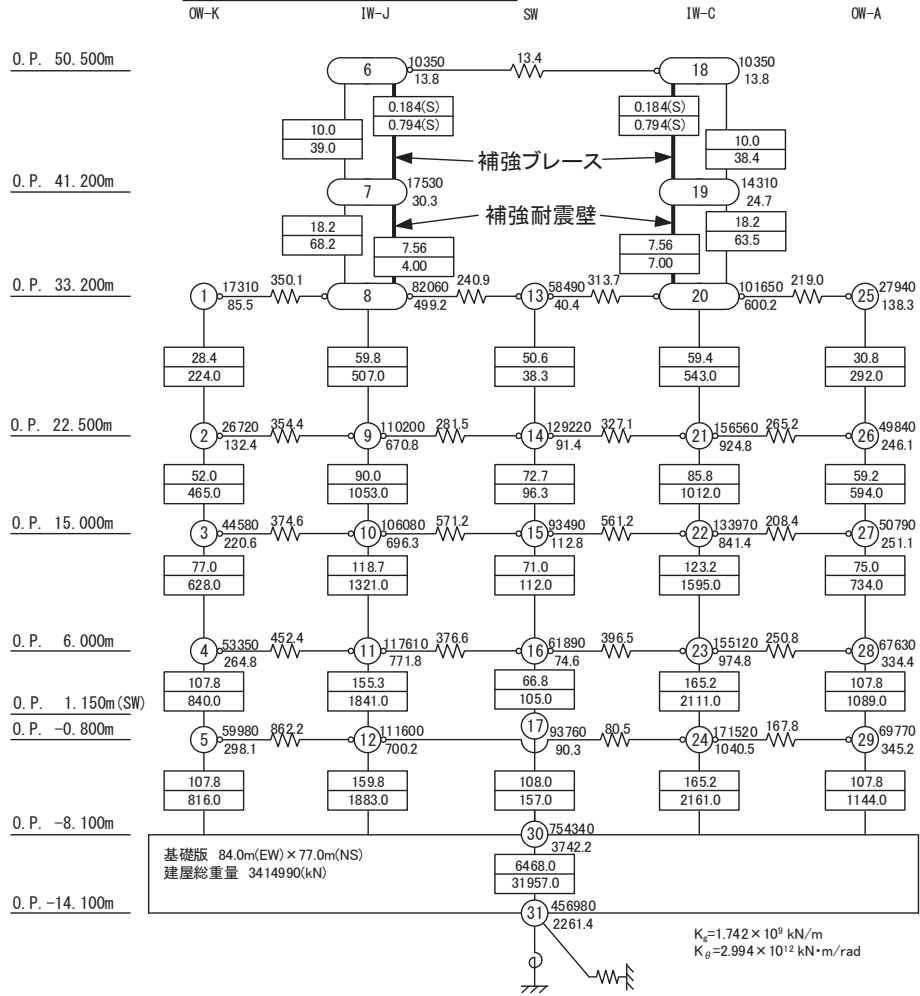 OW-K IW-J SW IW-C OW-A
O.P. 50.500m 6 10350 13.4 18 10350
13.8 13.8
0.184(S) 0.184(S)
0.794(S) 0.794(S)
10.0 10.0
39.0 38.4
補強ブレース
O.P. 41.200m 7 17530 19 14310
30.3 24.7
補強耐震壁
18.2 18.2
68.2 63.5
7.56 7.56
4.00 7.00
O.P. 33.200m 1 17310 350.1 8 82060 240.9 13 58490 313.7 20 101650 219.0 25 27940
85.5 499.2 40.4 600.2 138.3
28.4 59.8 50.6 59.4 30.8
224.0 507.0 38.3 543.0 292.0
O.P. 22.500m 2 26720 354.4 9 110200 281.5 14 129220 327.1 21 156560 265.2 26 49840
132.4 670.8 91.4 924.8 246.1
52.0 90.0 72.7 85.8 59.2
465.0 1053.0 96.3 1012.0 594.0
O.P. 15.000m 3 44580 374.6 10 106080 571.2 15 93490 561.2 22 133970 208.4 27 50790
220.6 696.3 112.8 841.4 251.1
77.0 118.7 71.0 123.2 75.0
628.0 1321.0 112.0 1595.0 734.0
O.P. 6.000m 4 53350 452.4 11 117610 376.6 16 61890 396.5 23 155120 250.8 28 67630
264.8 771.8 74.6 974.8 334.4
107.8 155.3 66.8 165.2 107.8
840.0 1841.0 105.0 2111.0 1089.0
O.P. 1.150m(SW) 17
O.P. -0.800m 5 59980 862.2 12 111600 93760 80.5 24 171520 167.8 29 69770
298.1 700.2 90.3 1040.5 345.2
107.8 159.8 108.0 165.2 107.8
816.0 1883.0 157.0 2161.0 1144.0
O.P. -8.100m 30 754340
3742.2
基礎版 84.0m(EW)×77.0m(NS)
建屋総重量 3414990(kN)
6468.0
31957.0
O.P.-14.100m 31 456980
2261.4
Kg=1.742×10⁹ kN/m
Kθ=2.994×10¹² kN・m/rad